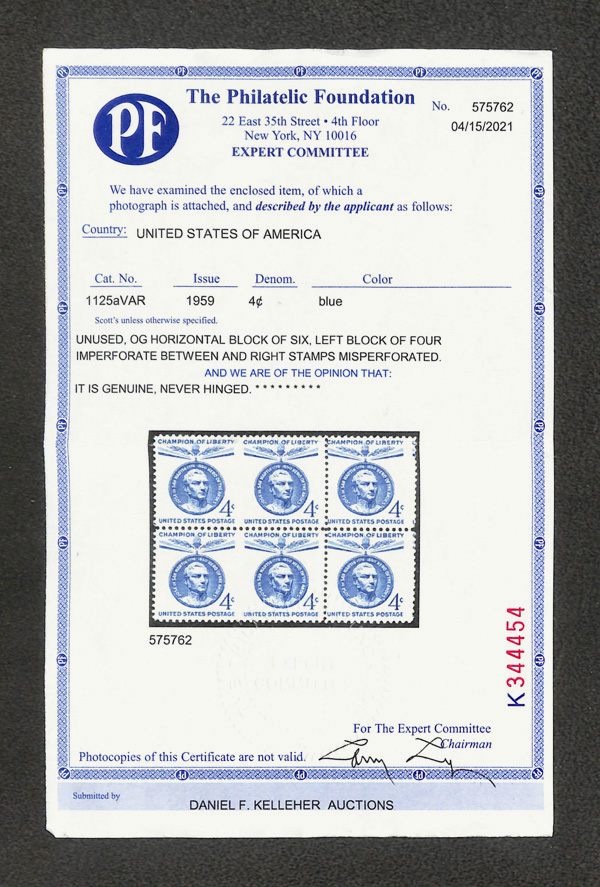 PF
The Philatelic Foundation
22 East 35th Street • 4th Floor
New York, NY 10016
EXPERT COMMITTEE
No. 575762
04/15/2021
We have examined the enclosed item, of which a
photograph is attached, and described by the applicant as follows:
Country: UNITED STATES OF AMERICA
Cat. No. Issue Denom. Color
1125aVAR 1959 4¢ blue
Scott's unless otherwise specified.
UNUSED, OG HORIZONTAL BLOCK OF SIX, LEFT BLOCK OF FOUR
IMPERFORATE BETWEEN AND RIGHT STAMPS MISPERFORATED.
AND WE ARE OF THE OPINION THAT:
IT IS GENUINE, NEVER HINGED. * * * * * * * * *
CHAMPION OF LIBERTY CHAMPION OF LIBERTY CHAMPION OF LIBERTY
4c 4c 4c
UNITED STATES POSTAGE UNITED STATES POSTAGE UNITED STATES POSTAGE
CHAMPION OF LIBERTY CHAMPION OF LIBERTY CHAMPION OF LIBERTY
4c 4c 4c
UNITED STATES POSTAGE UNITED STATES POSTAGE UNITED STATES POSTAGE
575762
K344454
For The Expert Committee
Chairman
Photocopies of this Certificate are not valid.
Submitted by
DANIEL F. KELLEHER AUCTIONS